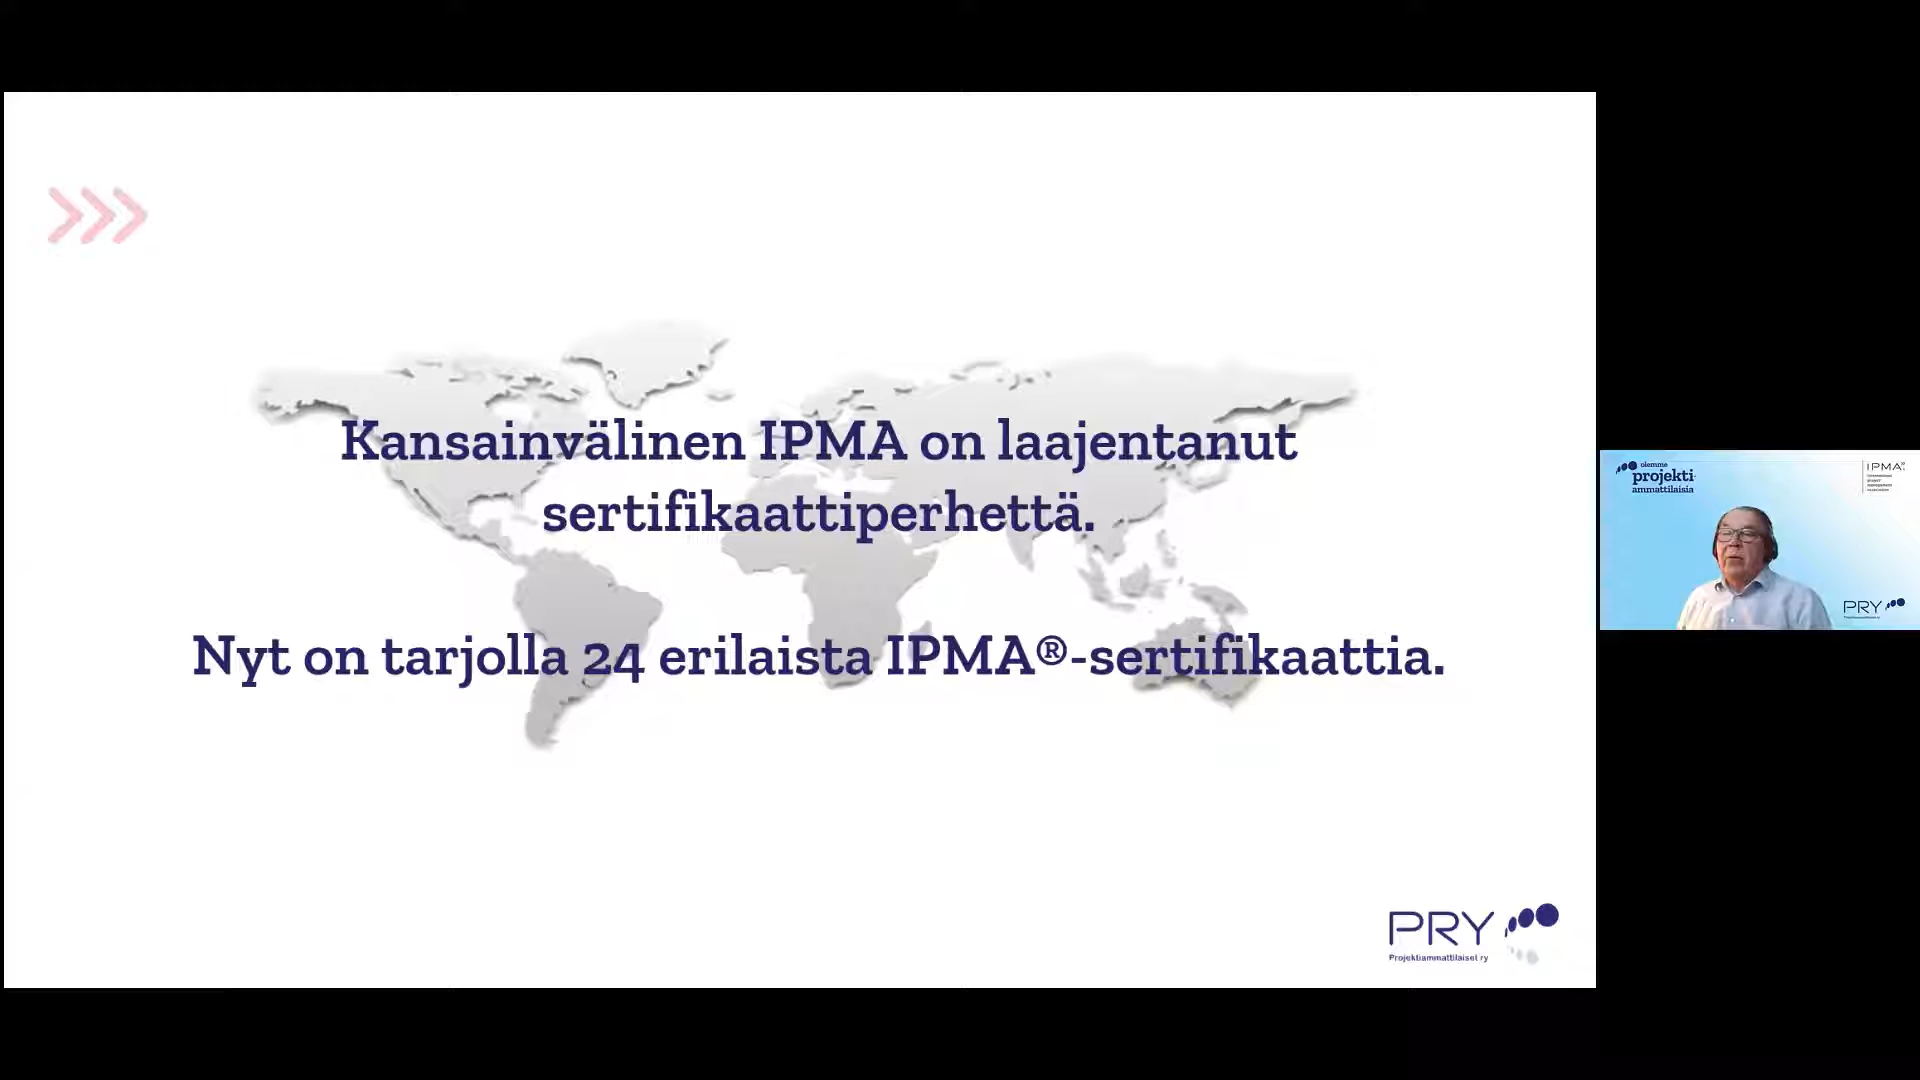 Kansainvälinen IPMA on laajentanut
sertifikaattiperhettä.
Nyt on tarjolla 24 erilaista IPMA®-sertifikaattia.
PRY
Projektiammattilaiset ry
olemme
projekti-
ammattilaisia
IPMA®
PRY